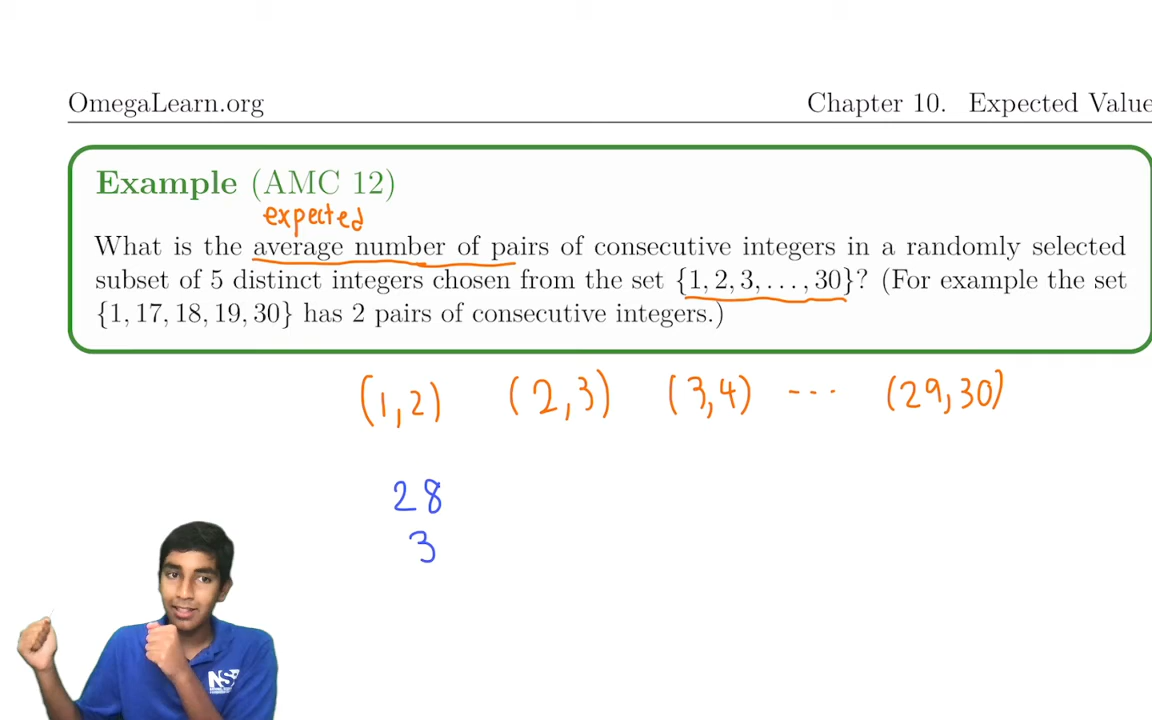 OmegaLearn.org Chapter 10. Expected Value
Example (AMC 12)
expected
What is the average number of pairs of consecutive integers in a randomly selected
subset of 5 distinct integers chosen from the set {1, 2, 3, . . . , 30}? (For example the set
{1, 17, 18, 19, 30} has 2 pairs of consecutive integers.)
(1,2) (2,3) (3,4) --- (29,30)
28
3
NS